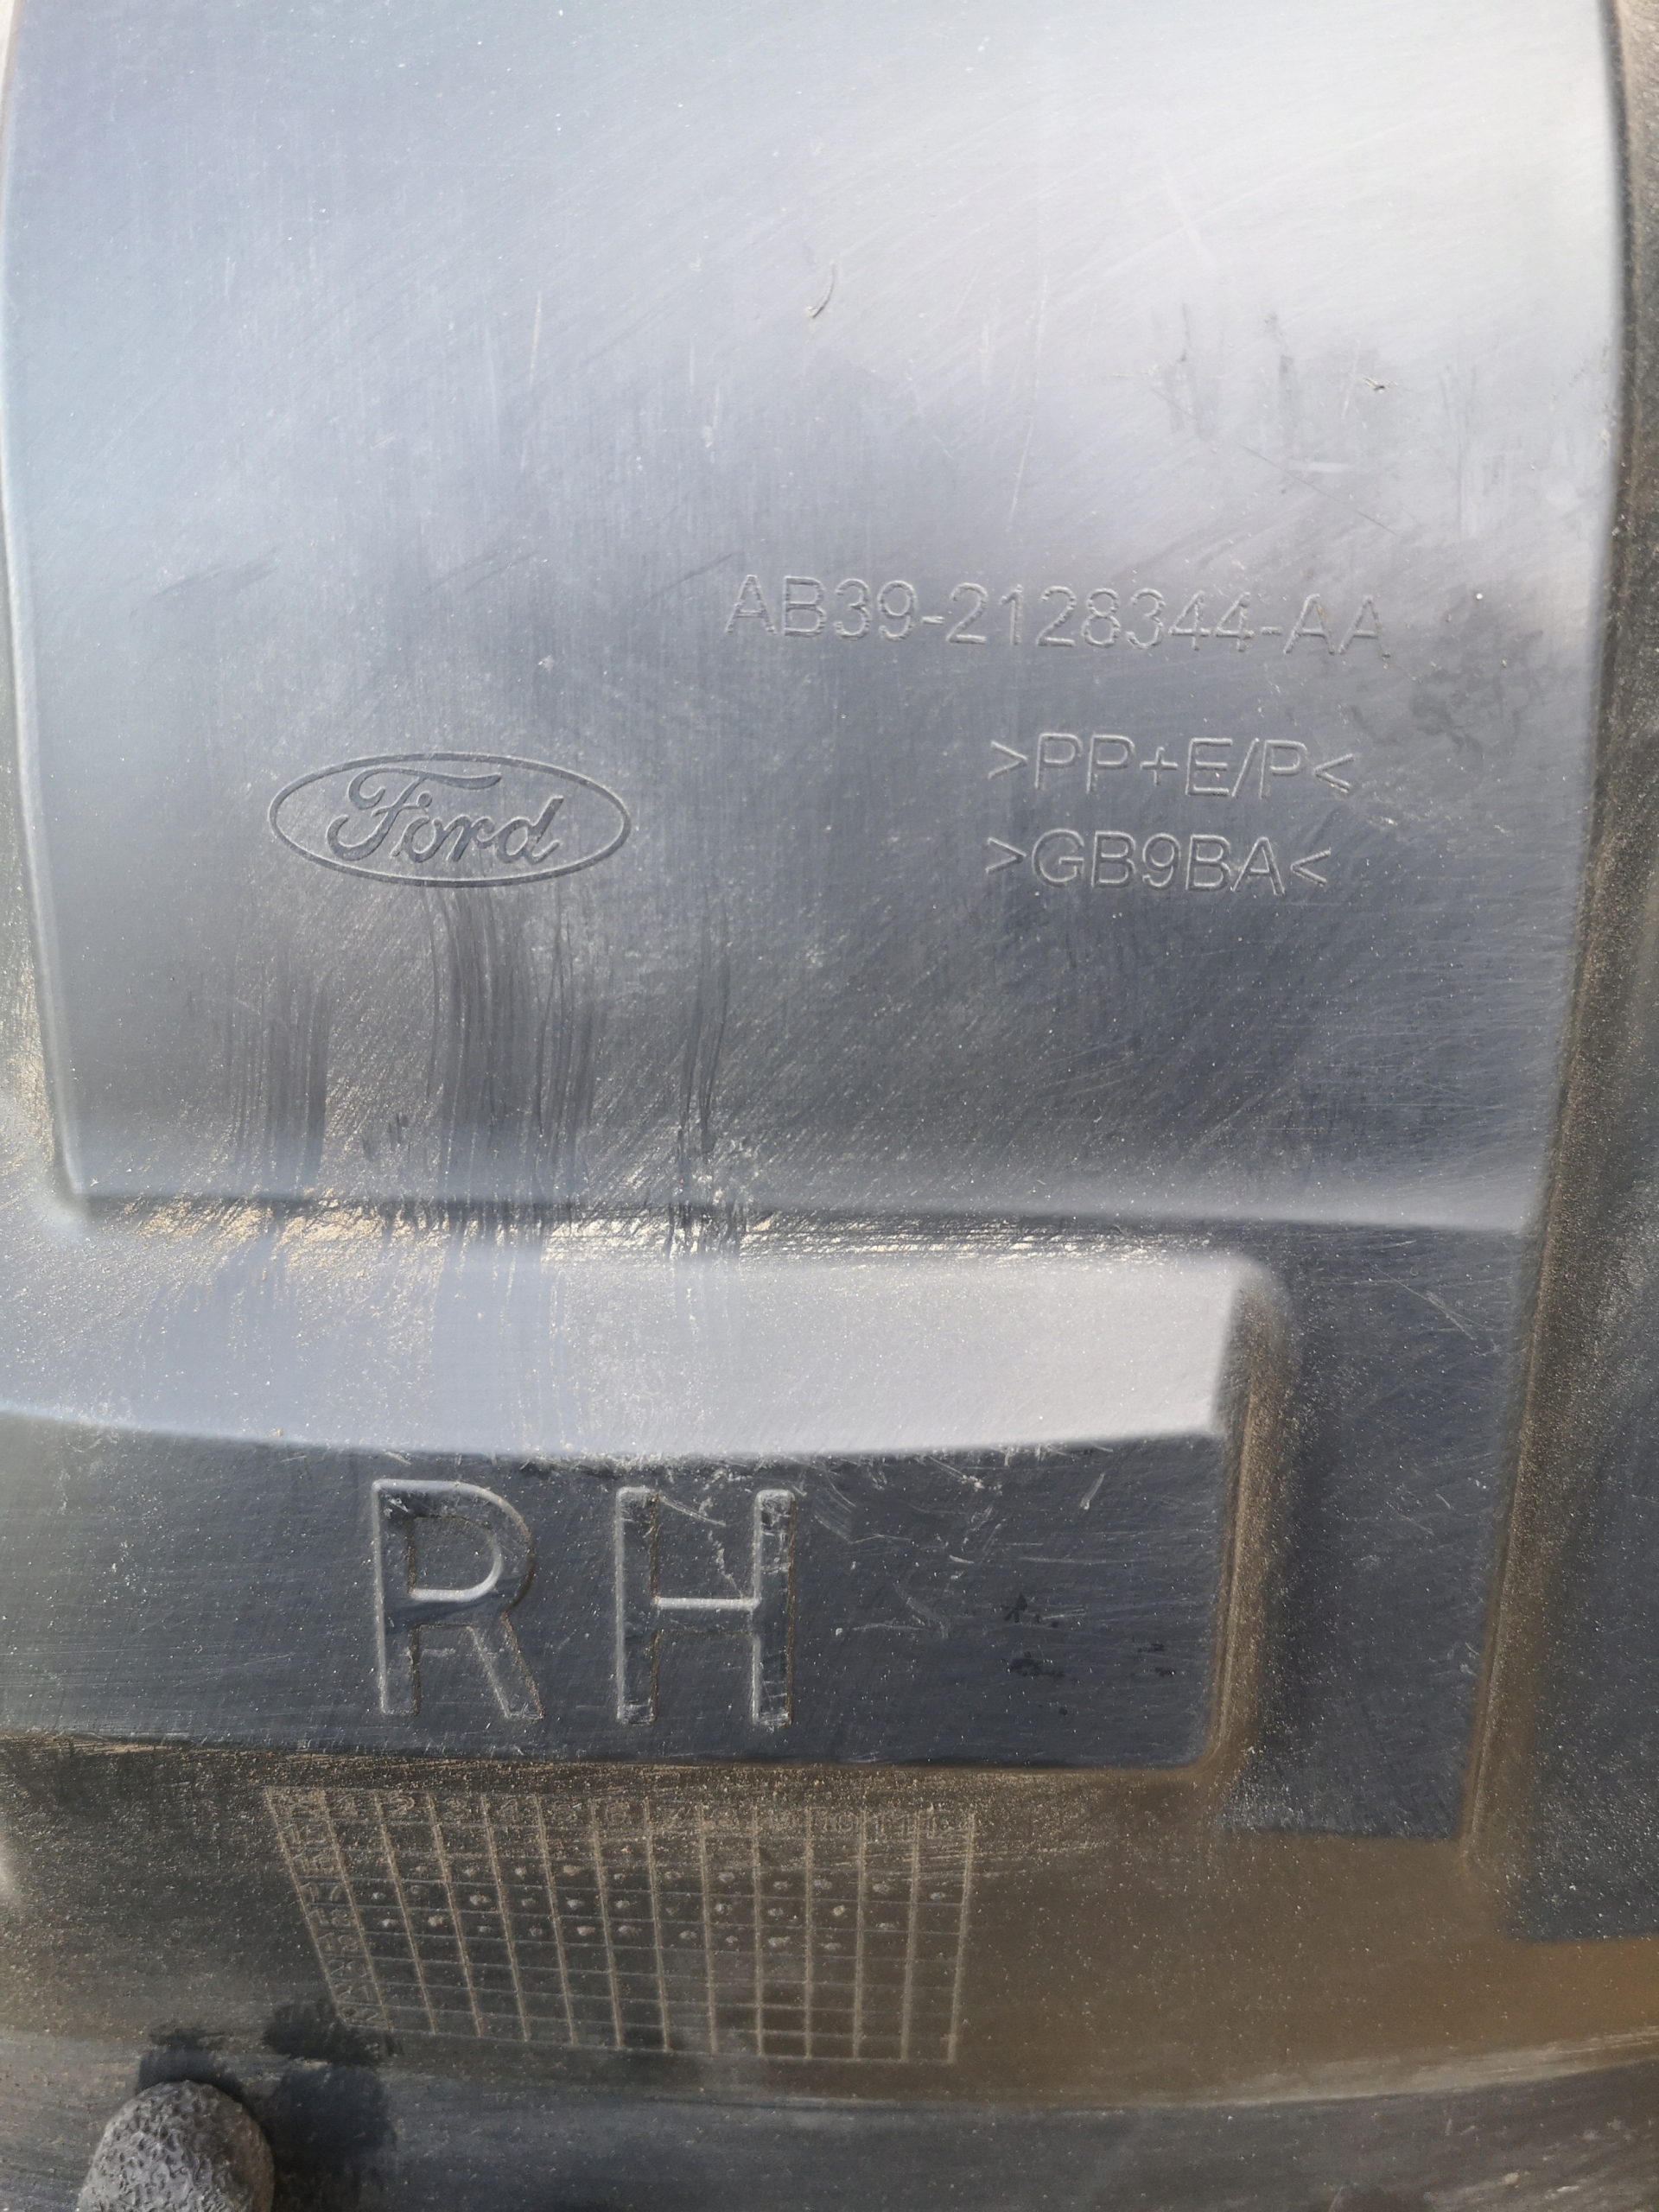 AB39-2128344-AA
>PP+E/P<
Ford
>GB9BA<
RH